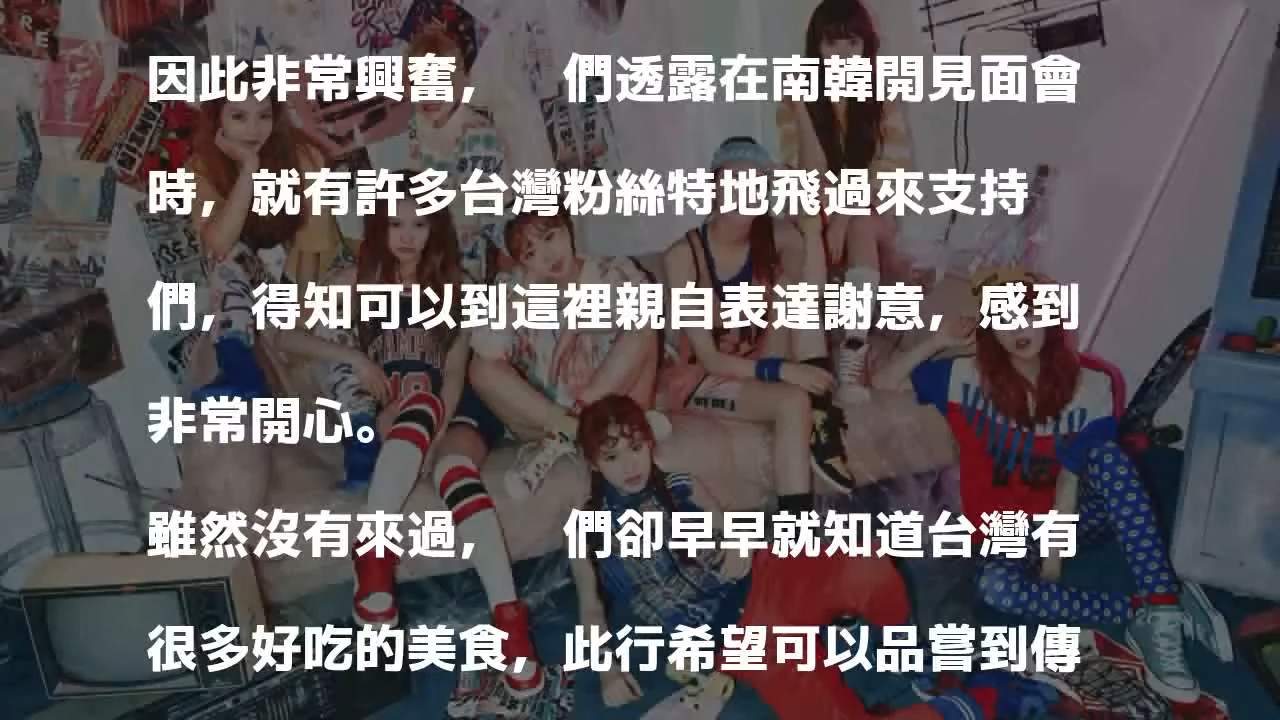 因此非常興奮，　們透露在南韓開見面會
時，就有許多台灣粉絲特地飛過來支持
們，得知可以到這裡親自表達謝意，感到
非常開心。
雖然沒有來過，　們卻早早就知道台灣有
很多好吃的美食，此行希望可以品嘗到傳